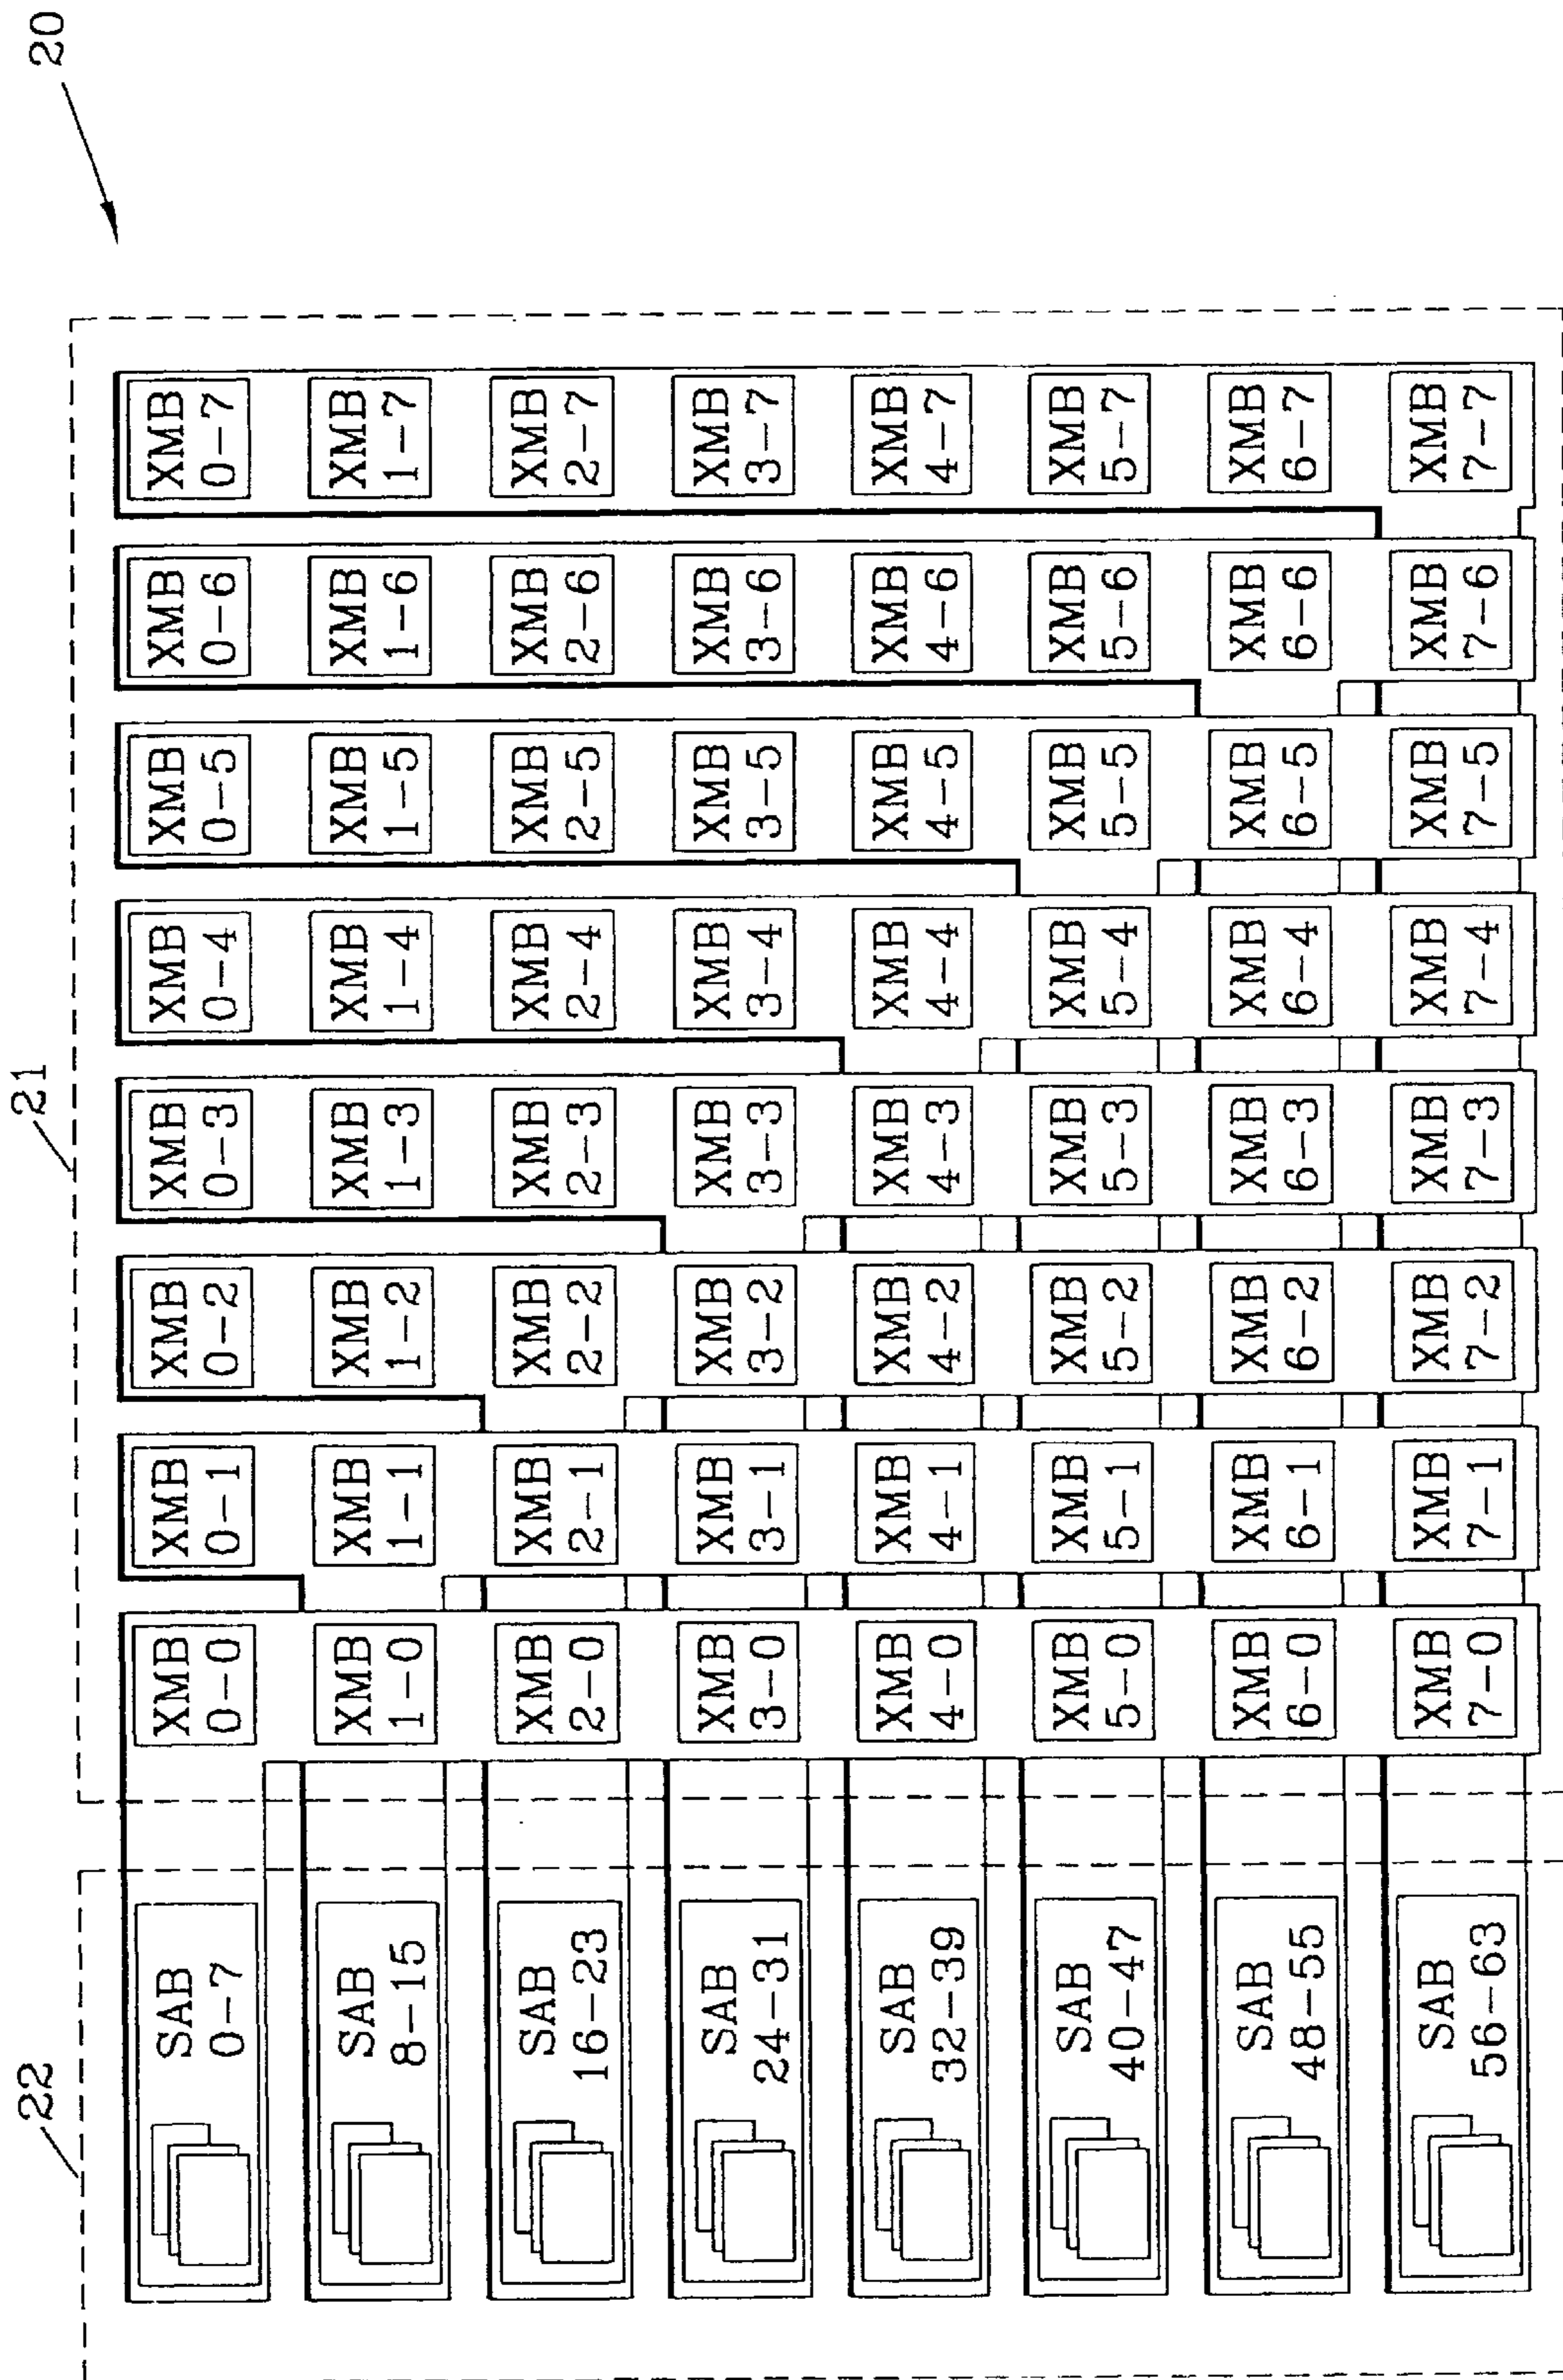 22
21
20
SAB
0-7
XMB
0-0
XMB
0-1
XMB
0-2
XMB
0-3
XMB
0-4
XMB
0-5
XMB
0-6
XMB
0-7
SAB
8-15
XMB
1-0
XMB
1-1
XMB
1-2
XMB
1-3
XMB
1-4
XMB
1-5
XMB
1-6
XMB
1-7
SAB
16-23
XMB
2-0
XMB
2-1
XMB
2-2
XMB
2-3
XMB
2-4
XMB
2-5
XMB
2-6
XMB
2-7
SAB
24-31
XMB
3-0
XMB
3-1
XMB
3-2
XMB
3-3
XMB
3-4
XMB
3-5
XMB
3-6
XMB
3-7
SAB
32-39
XMB
4-0
XMB
4-1
XMB
4-2
XMB
4-3
XMB
4-4
XMB
4-5
XMB
4-6
XMB
4-7
SAB
40-47
XMB
5-0
XMB
5-1
XMB
5-2
XMB
5-3
XMB
5-4
XMB
5-5
XMB
5-6
XMB
5-7
SAB
48-55
XMB
6-0
XMB
6-1
XMB
6-2
XMB
6-3
XMB
6-4
XMB
6-5
XMB
6-6
XMB
6-7
SAB
56-63
XMB
7-0
XMB
7-1
XMB
7-2
XMB
7-3
XMB
7-4
XMB
7-5
XMB
7-6
XMB
7-7